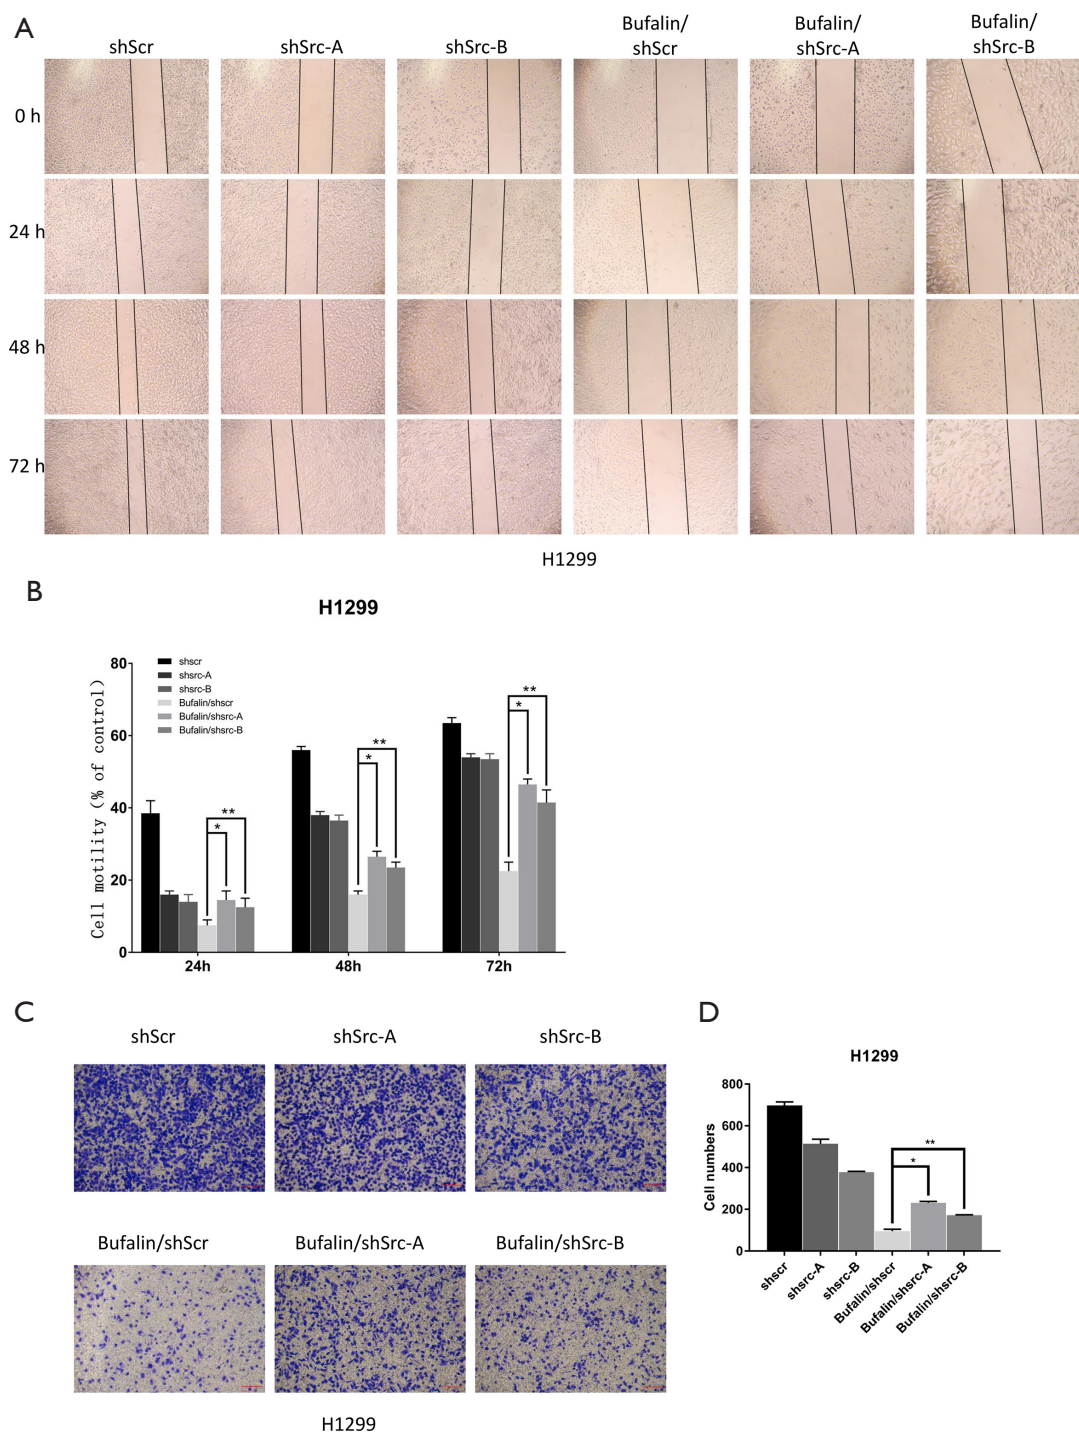 A
shScr
shSrc-A
shSrc-B
Bufalin/
shScr
Bufalin/
shSrc-A
Bufalin/
shSrc-B
0 h
24 h
48 h
72 h
H1299
B
H1299
Cell motility (% of control)
80
60
40
20
0
shscr
shsrc-A
shsrc-B
Bufalin/shscr
Bufalin/shsrc-A
Bufalin/shsrc-B
**
*
**
*
**
*
24h
48h
72h
C
shScr
shSrc-A
shSrc-B
Bufalin/shScr
Bufalin/shSrc-A
Bufalin/shSrc-B
H1299
D
H1299
Cell numbers
800
600
400
200
0
**
*
shscr
shsrc-A
shsrc-B
Bufalin/shscr
Bufalin/shsrc-A
Bufalin/shsrc-B